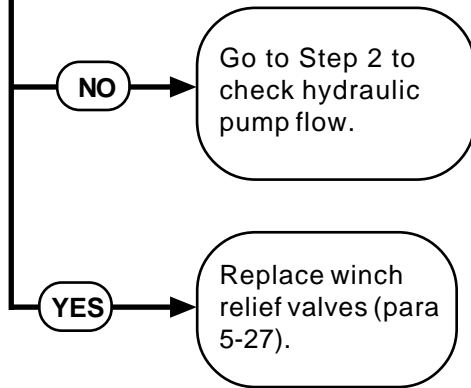 NO
Go to Step 2 to
check hydraulic
pump flow.
YES
Replace winch
relief valves (para
5-27).